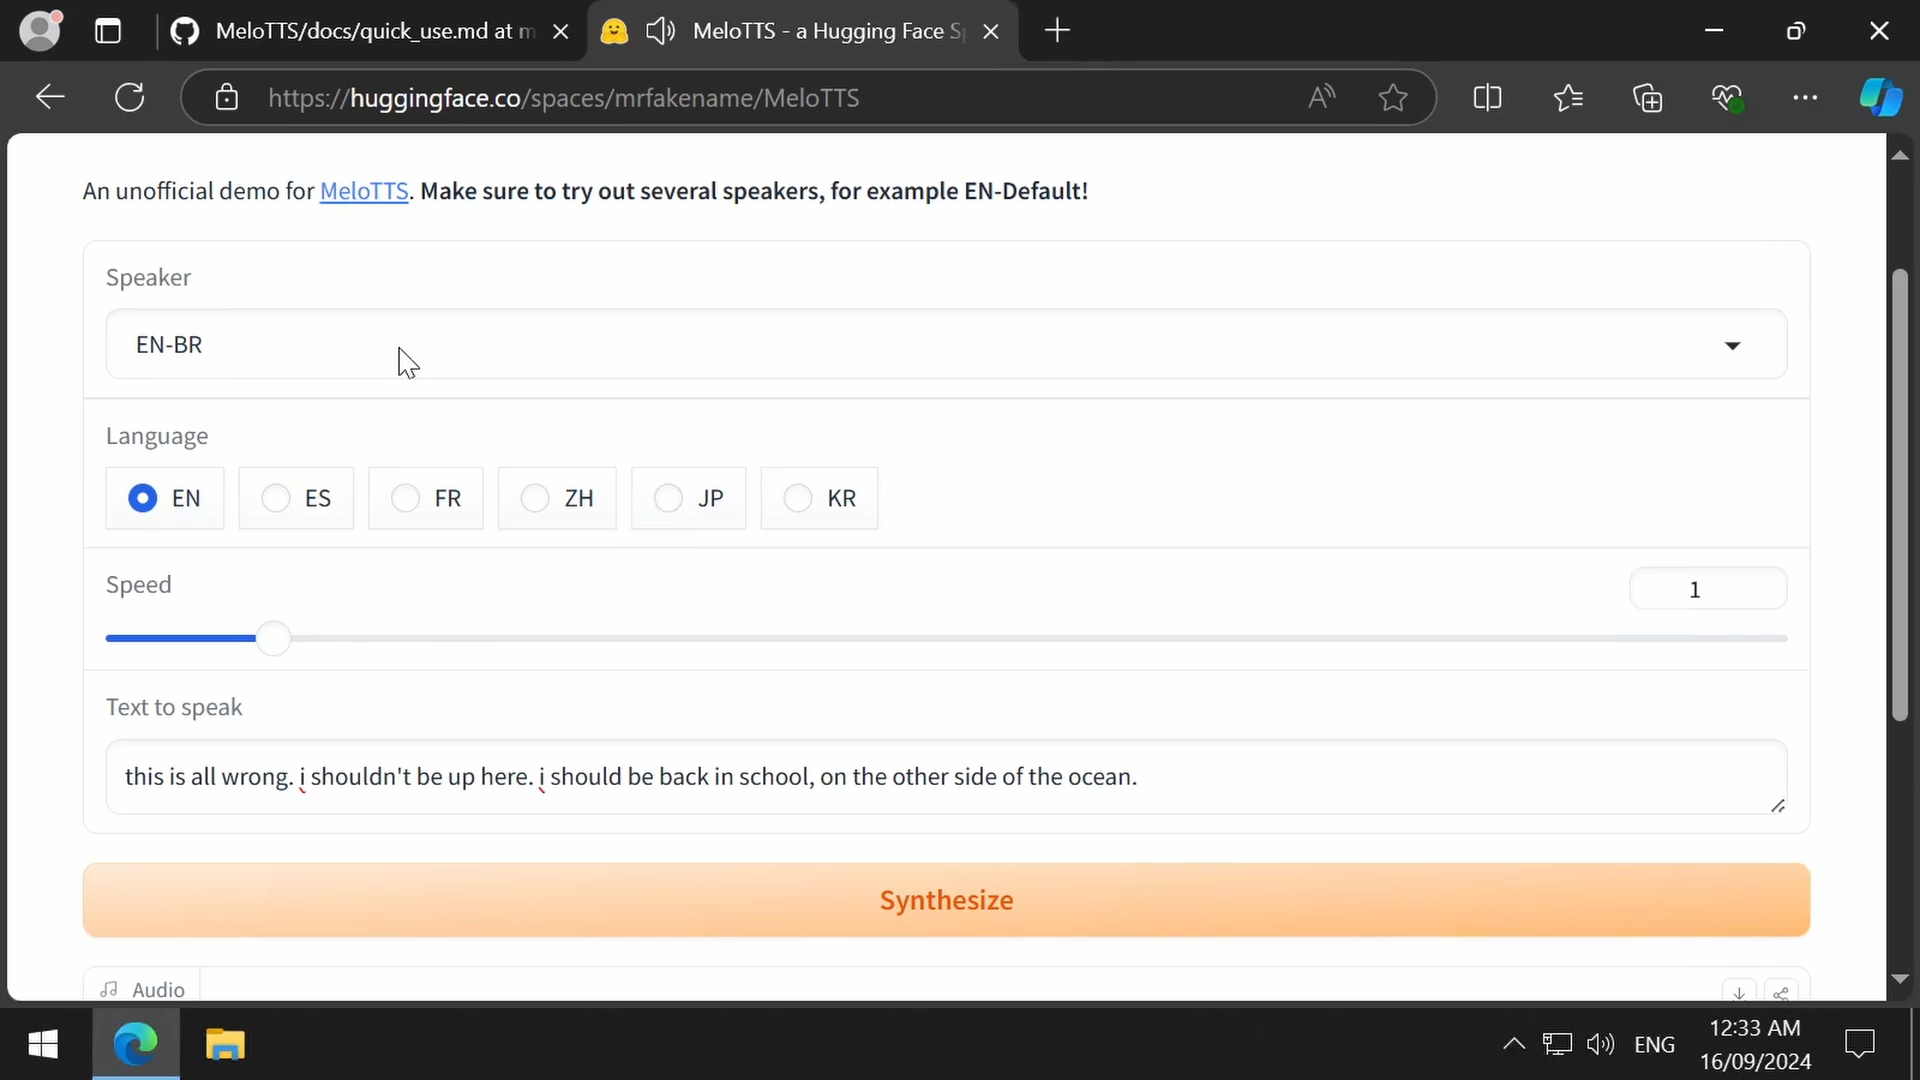 MeloTTS/docs/quick_use.md at m
MeloTTS - a Hugging Face Sp
https://huggingface.co/spaces/mrfakename/MeloTTS
An unofficial demo for MeloTTS. Make sure to try out several speakers, for example EN-Default!
Speaker
EN-BR
Language
EN ES FR ZH JP KR
Speed
1
Text to speak
this is all wrong. i shouldn't be up here. i should be back in school, on the other side of the ocean.
Synthesize
Audio
ENG
12:33 AM
16/09/2024